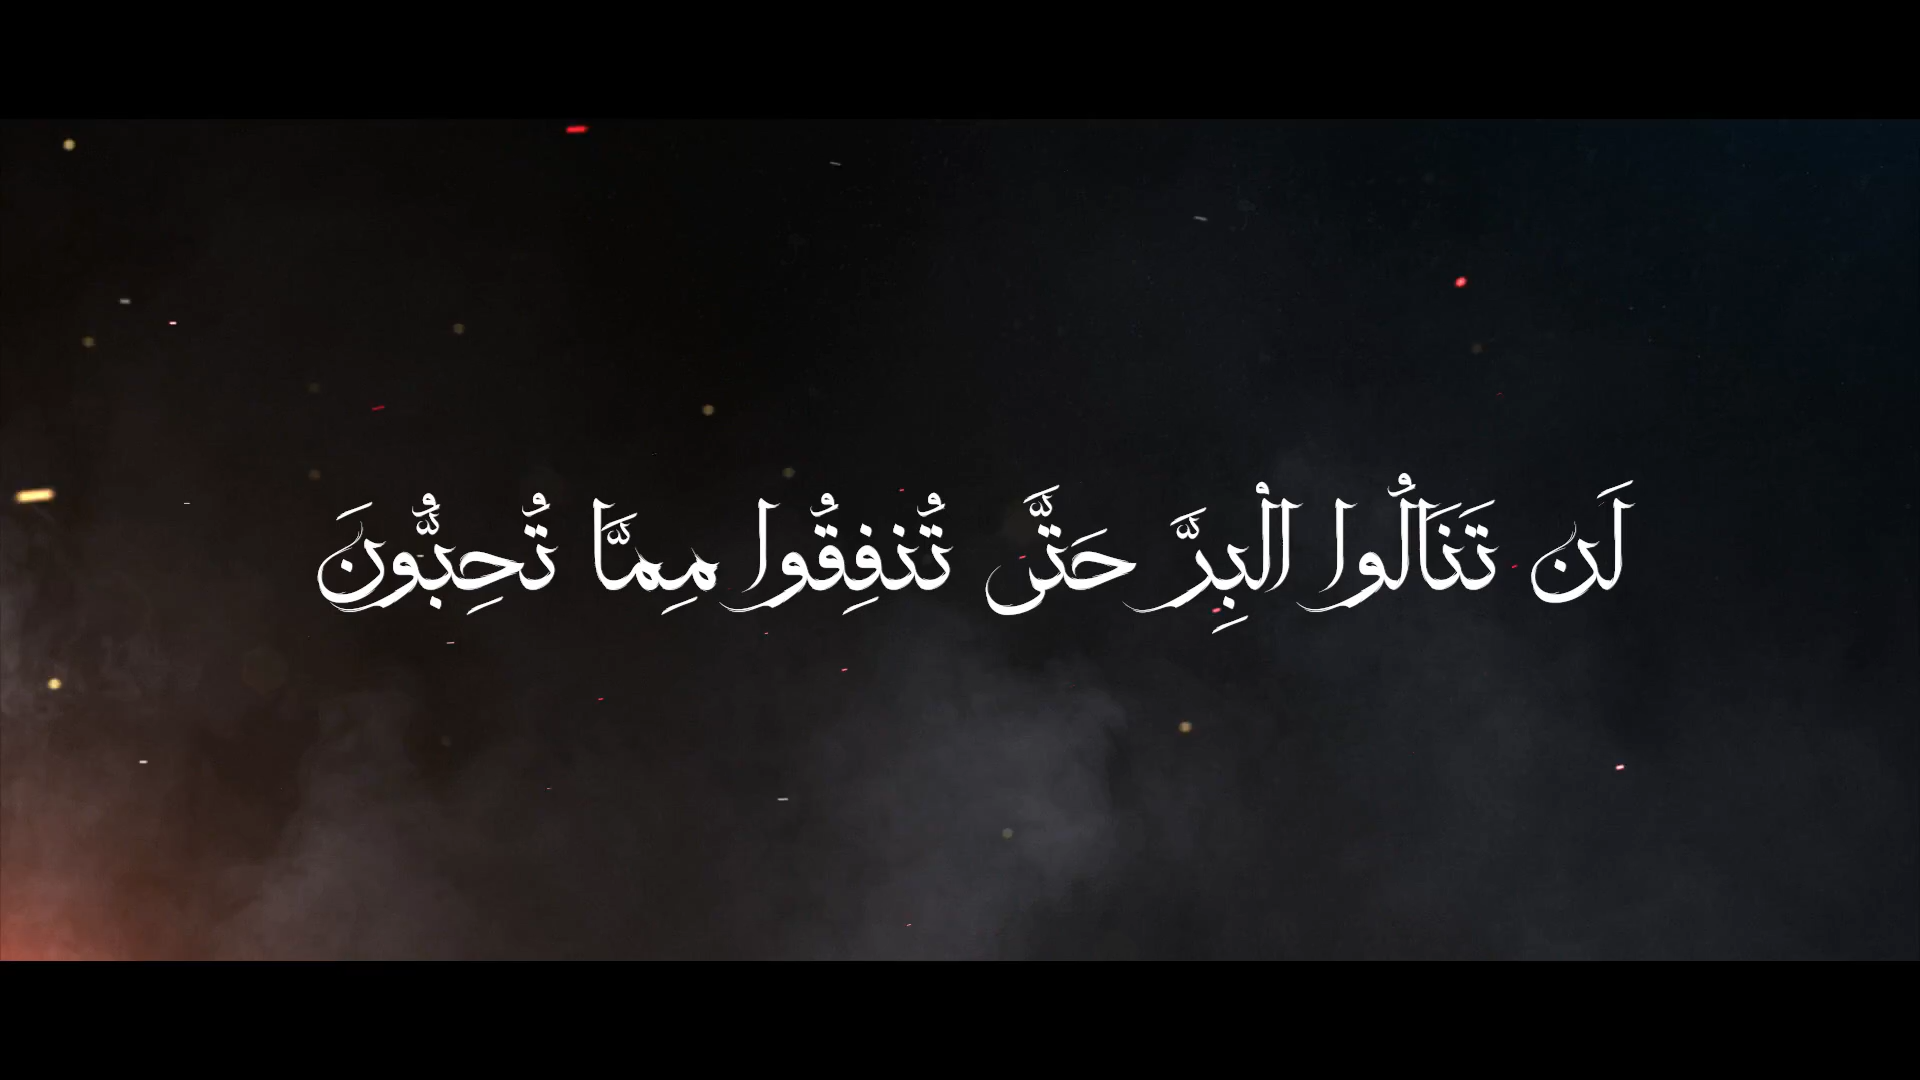 لَن تَنَالُوا الْبِرَّ حَتَّى تُنفِقُوا مِمَّا تُحِبُّونَ